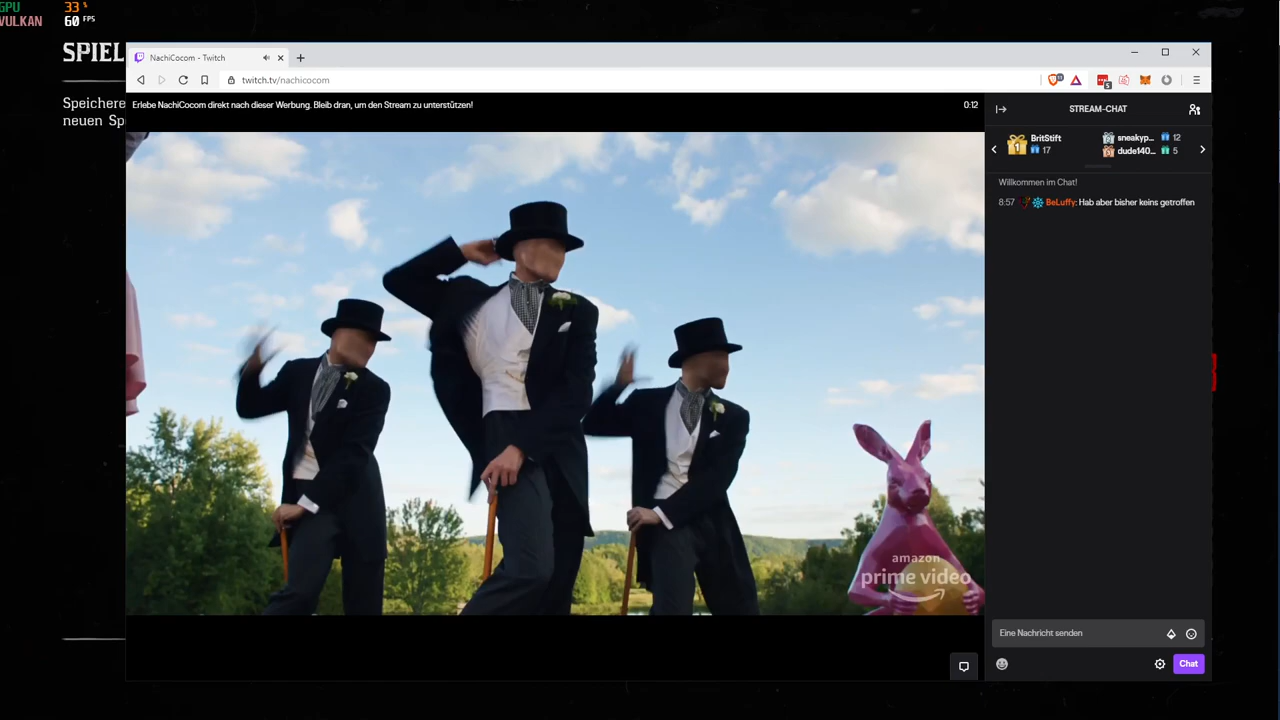 GPU 33 %
VULKAN 60 FPS
SPIEL
Speichere
neuen Sp
NachiCocom - Twitch
twitch.tv/nachicocom
Erlebe NachiCocom direkt nach dieser Werbung. Bleib dran, um den Stream zu unterstützen!
0:12
STREAM-CHAT
1
BritStift
17
sneakyp... 12
dude140... 5
Willkommen im Chat!
8:57 BeLuffy: Hab aber bisher keins getroffen
amazon
prime video
Eine Nachricht senden
Chat